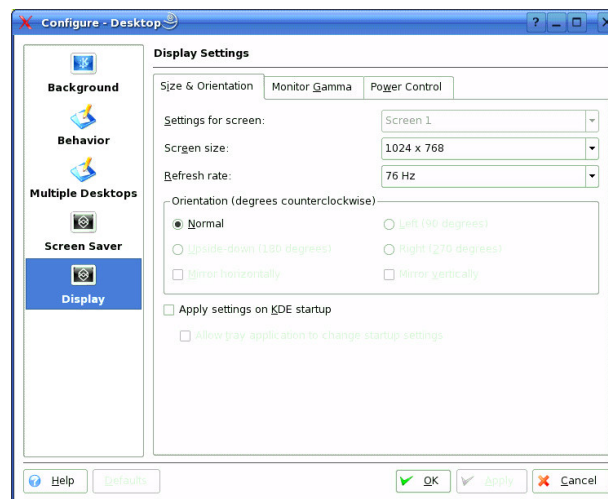 Configure - Desktop
Background
Behavior
Multiple Desktops
Screen Saver
Display
Display Settings
Size & Orientation
Monitor Gamma
Power Control
Settings for screen:
Screen 1
Screen size:
1024 x 768
Refresh rate:
76 Hz
Orientation (degrees counterclockwise)
Normal
Left (90 degrees)
Upside-down (180 degrees)
Right (270 degrees)
Mirror horizontally
Mirror vertically
Apply settings on KDE startup
Allow tray application to change startup settings
Help
Defaults
OK
Apply
Cancel